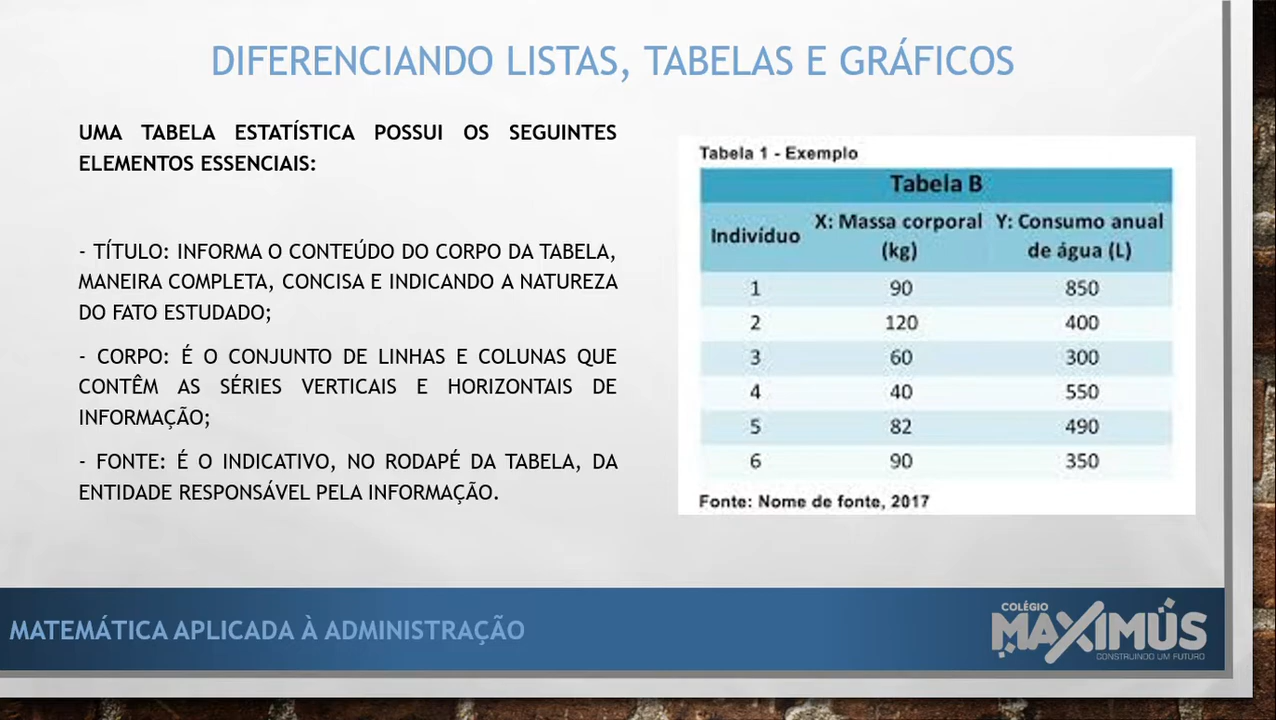 DIFERENCIANDO LISTAS, TABELAS E GRÁFICOS
UMA TABELA ESTATÍSTICA POSSUI OS SEGUINTES
ELEMENTOS ESSENCIAIS:
- TÍTULO: INFORMA O CONTEÚDO DO CORPO DA TABELA,
MANEIRA COMPLETA, CONCISA E INDICANDO A NATUREZA
DO FATO ESTUDADO;
- CORPO: É O CONJUNTO DE LINHAS E COLUNAS QUE
CONTÊM AS SÉRIES VERTICAIS E HORIZONTAIS DE
INFORMAÇÃO;
- FONTE: É O INDICATIVO, NO RODAPÉ DA TABELA, DA
ENTIDADE RESPONSÁVEL PELA INFORMAÇÃO.
Tabela 1 - Exemplo
Tabela B
Indivíduo X: Massa corporal (kg) Y: Consumo anual de água (L)
1 90 850
2 120 400
3 60 300
4 40 550
5 82 490
6 90 350
Fonte: Nome de fonte, 2017
MATEMÁTICA APLICADA À ADMINISTRAÇÃO
COLÉGIO
MAXIMÚS
CONSTRUINDO UM FUTURO